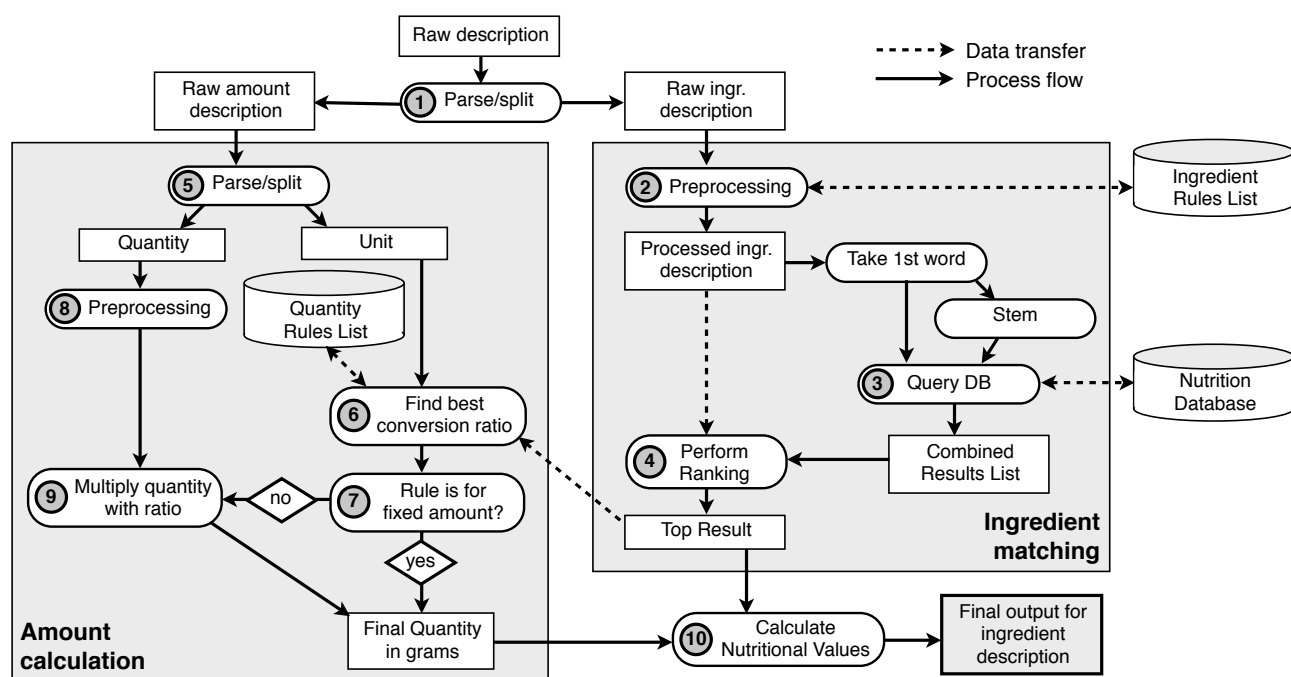 Raw description
Data transfer
Process flow
Raw amount
description
1 Parse/split
Raw ingr.
description
5 Parse/split
2 Preprocessing
Ingredient
Rules List
Quantity
Unit
Processed ingr.
description
Take 1st word
8 Preprocessing
Quantity
Rules List
Stem
3 Query DB
Nutrition
Database
6 Find best
conversion ratio
4 Perform
Ranking
Combined
Results List
9 Multiply quantity
with ratio
no
7 Rule is for
fixed amount?
Top Result
Ingredient
matching
yes
Amount
calculation
Final Quantity
in grams
10 Calculate
Nutritional Values
Final output for
ingredient
description